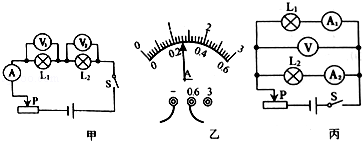 V₁ V₂
A L₁ L₂ S
P
甲
0 1 2 3
0 0.2 0.4 0.6
A
- 0.6 3
乙
L₁ A₁
V
L₂ A₂
P S
丙